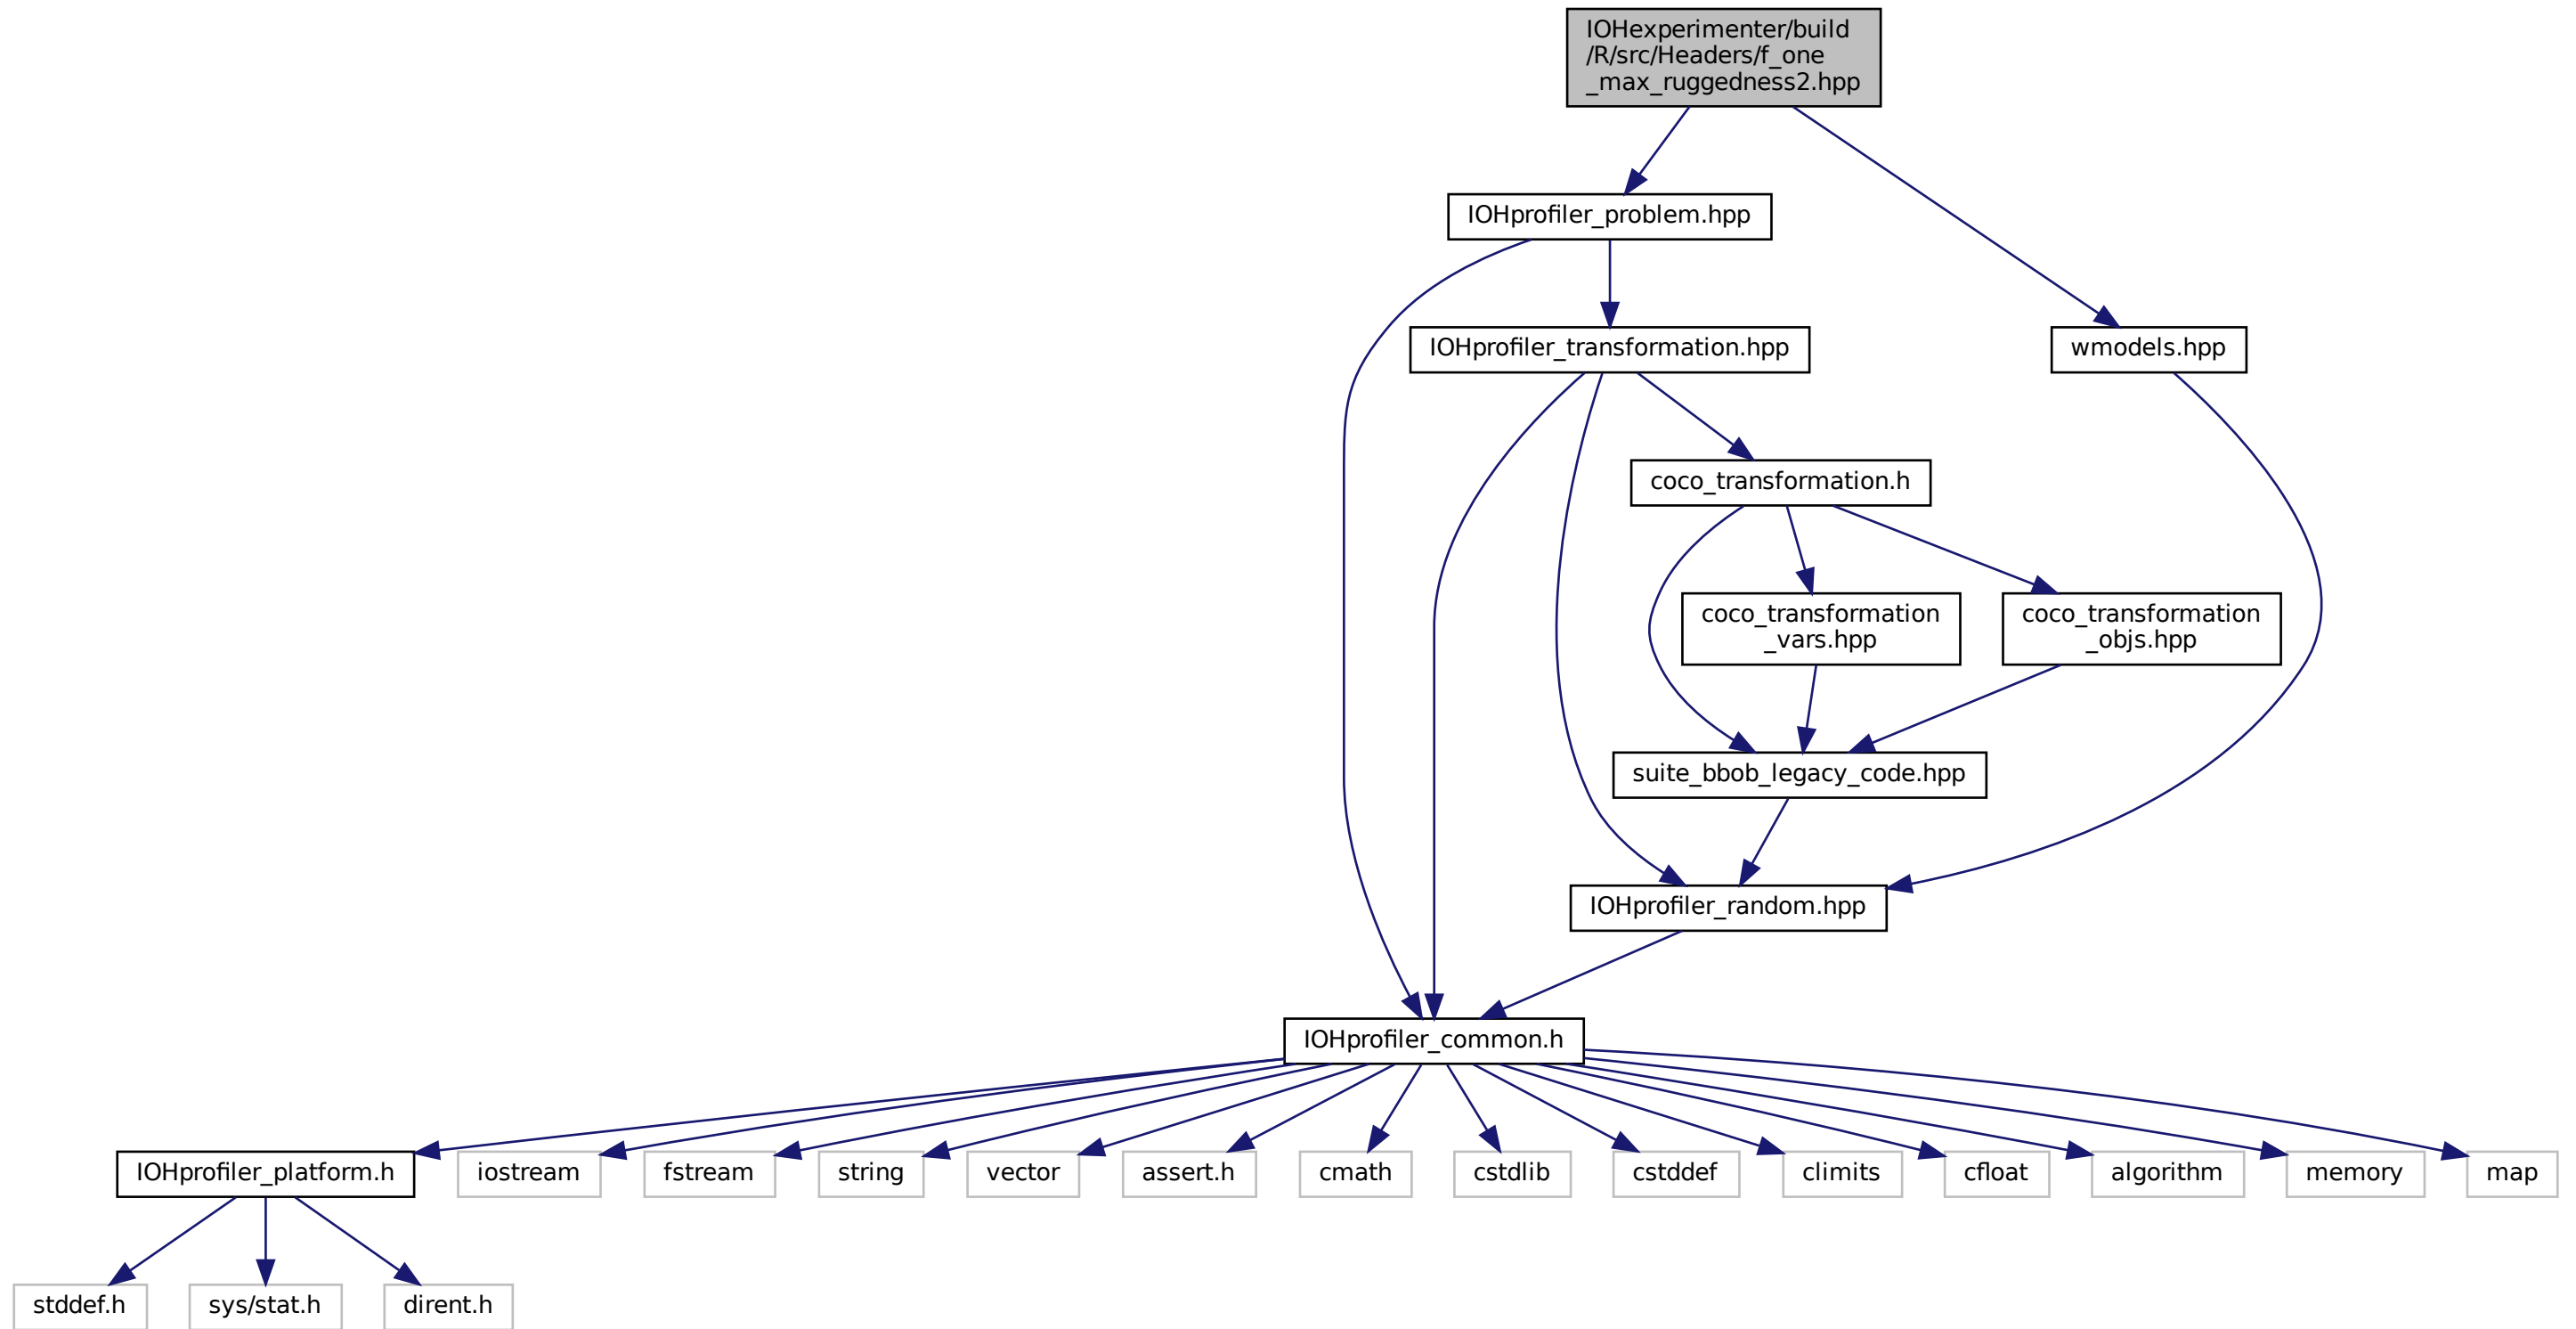 IOHexperimenter/build
/R/src/Headers/f_one
_max_ruggedness2.hpp
IOHprofiler_problem.hpp
IOHprofiler_transformation.hpp
wmodels.hpp
coco_transformation.h
coco_transformation
_vars.hpp
coco_transformation
_objs.hpp
suite_bbob_legacy_code.hpp
IOHprofiler_random.hpp
IOHprofiler_common.h
IOHprofiler_platform.h
iostream
fstream
string
vector
assert.h
cmath
cstdlib
cstddef
climits
cfloat
algorithm
memory
map
stddef.h
sys/stat.h
dirent.h